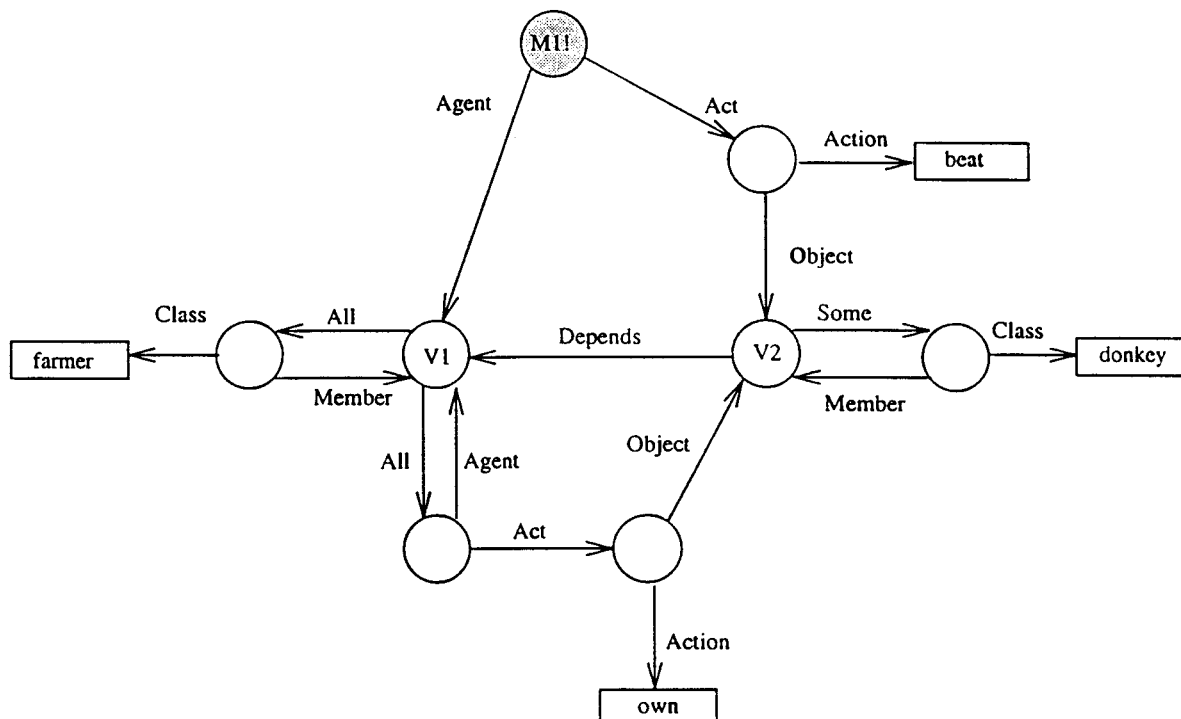 M1!
Agent
Act
Action
beat
Object
Class
All
Depends
Some
Class
farmer
V1
V2
donkey
Member
Member
All
Agent
Object
Act
Action
own